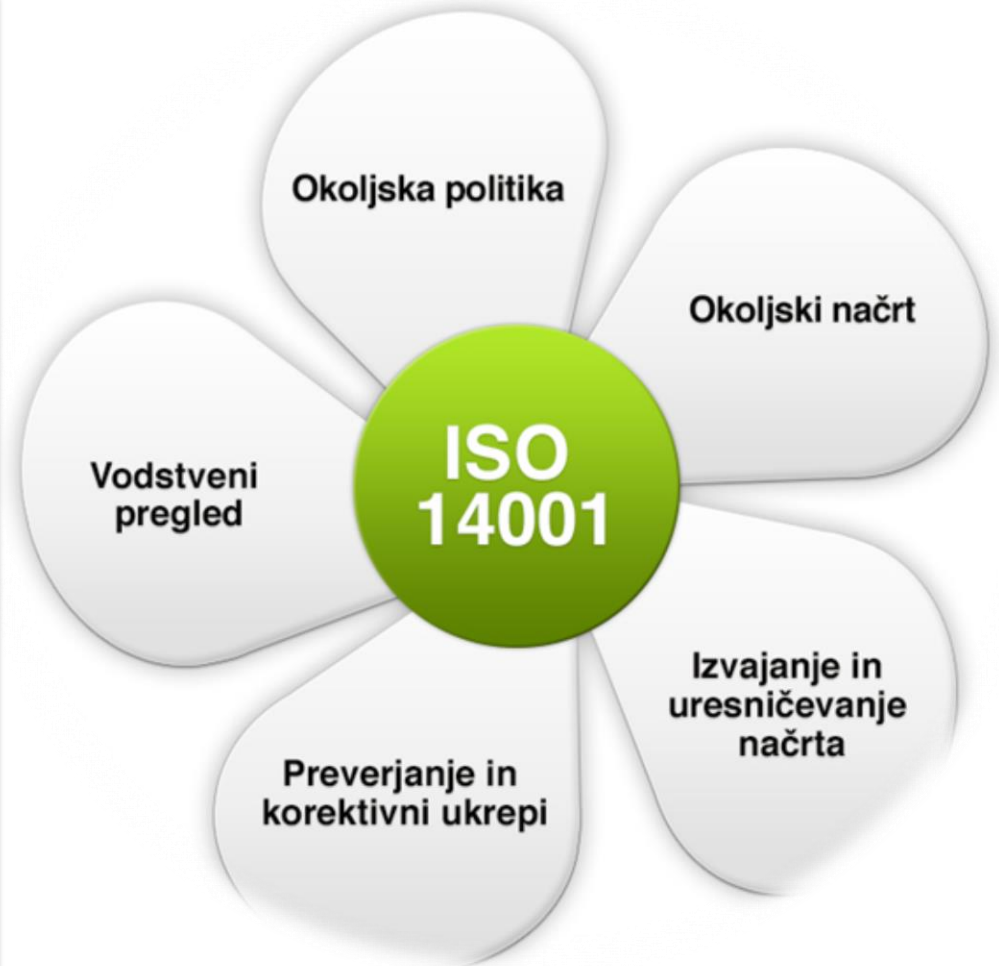 Okoljska politika
Okoljski načrt
Vodstveni
pregled
ISO
14001
Izvajanje in
uresničevanje
načrta
Preverjanje in
korektivni ukrepi